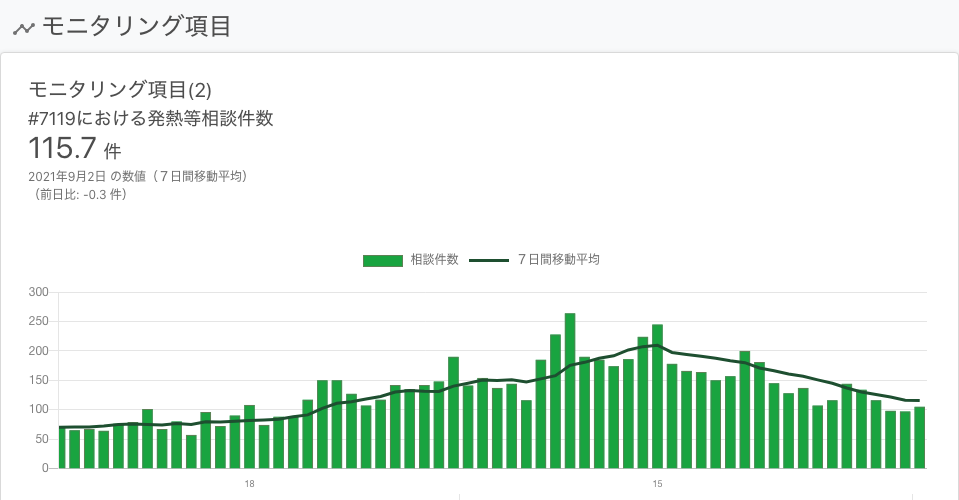 モニタリング項目
モニタリング項目(2)
#7119における発熱等相談件数
115.7 件
2021年9月2日 の数値（７日間移動平均）
（前日比: -0.3 件）
相談件数 ７日間移動平均
300
250
200
150
100
50
0
18 15